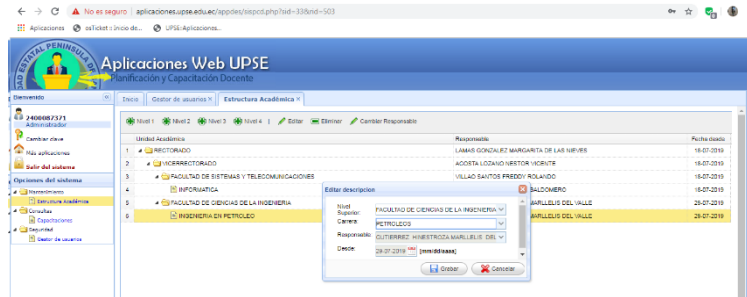 No es seguro | aplicaciones.upse.edu.ec/appdes/sispcd.php?sid=33&rid=503
Aplicaciones osTicket :: Inicio de... UPSE-Aplicaciones...
Aplicaciones Web UPSE
Planificación y Capacitación Docente
Bienvenido
Inicio Gestor de usuarios × Estructura Académica ×
2400087371
Administrador
Cambiar clave
Más aplicaciones
Salir del sistema
Opciones del sistema
Mantenimiento
Estructura Académica
Consultas
Capacitaciones
Seguridad
Gestor de usuarios
Nivel 1 Nivel 2 Nivel 3 Nivel 4 | Editar Eliminar Cambiar Responsable
Unidad Académica Responsable Fecha desde
1 RECTORADO LAMAS GONZALEZ MARGARITA DE LAS NIEVES 18-07-2019
2 VICERRECTORADO ACOSTA LOZANO NESTOR VICENTE 18-07-2019
3 FACULTAD DE SISTEMAS Y TELECOMUNICACIONES VILLAO SANTOS FREDDY ROLANDO 18-07-2019
4 INFORMATICA BALDOMERO 18-07-2019
5 FACULTAD DE CIENCIAS DE LA INGENIERIA MARLLELIS DEL VALLE 29-07-2019
6 INGENIERIA EN PETROLEO MARLLELIS DEL VALLE 29-07-2019
Editar descripcion
Nivel Superior: FACULTAD DE CIENCIAS DE LA INGENIERIA
Carrera: PETROLEOS
Responsable: GUTIERREZ HINESTROZA MARLLELIS DEL
Desde: 29-07-2019 (mm/dd/aaaa)
Grabar Cancelar